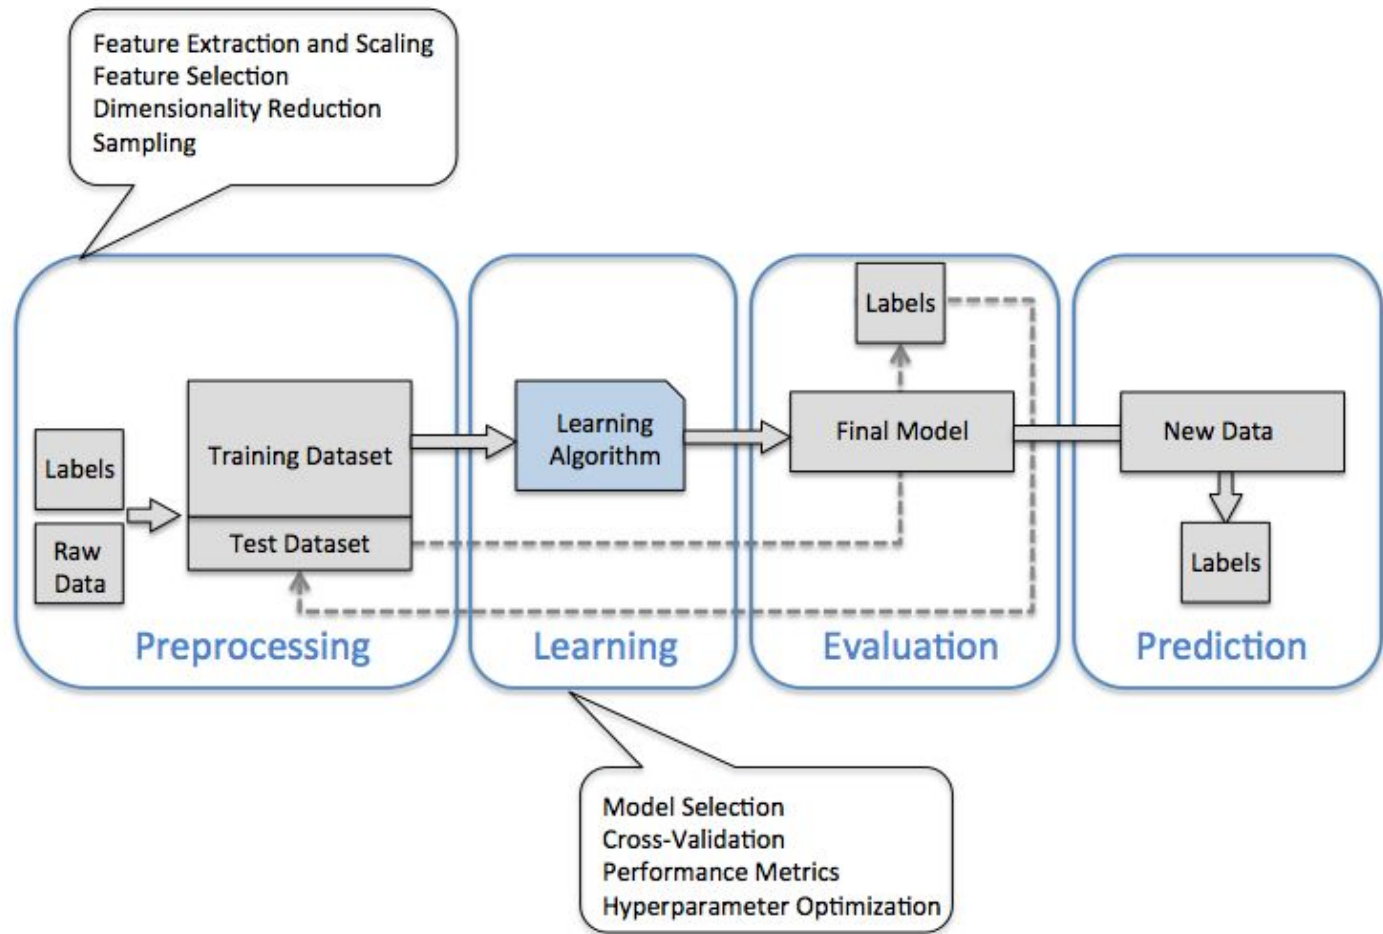 Feature Extraction and Scaling
Feature Selection
Dimensionality Reduction
Sampling
Labels
Raw
Data
Training Dataset
Test Dataset
Preprocessing
Learning
Algorithm
Learning
Labels
Final Model
Evaluation
New Data
Labels
Prediction
Model Selection
Cross-Validation
Performance Metrics
Hyperparameter Optimization